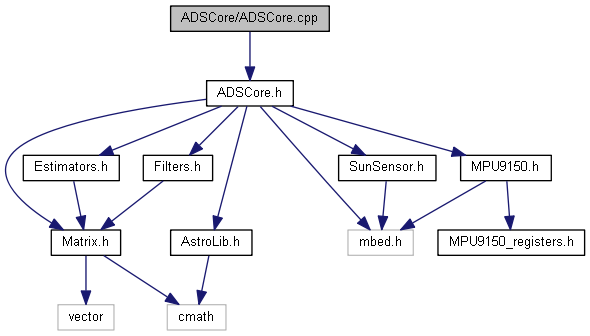 ADSCore/ADSCore.cpp
ADSCore.h
Estimators.h
Filters.h
SunSensor.h
MPU9150.h
Matrix.h
AstroLib.h
mbed.h
MPU9150_registers.h
vector
cmath